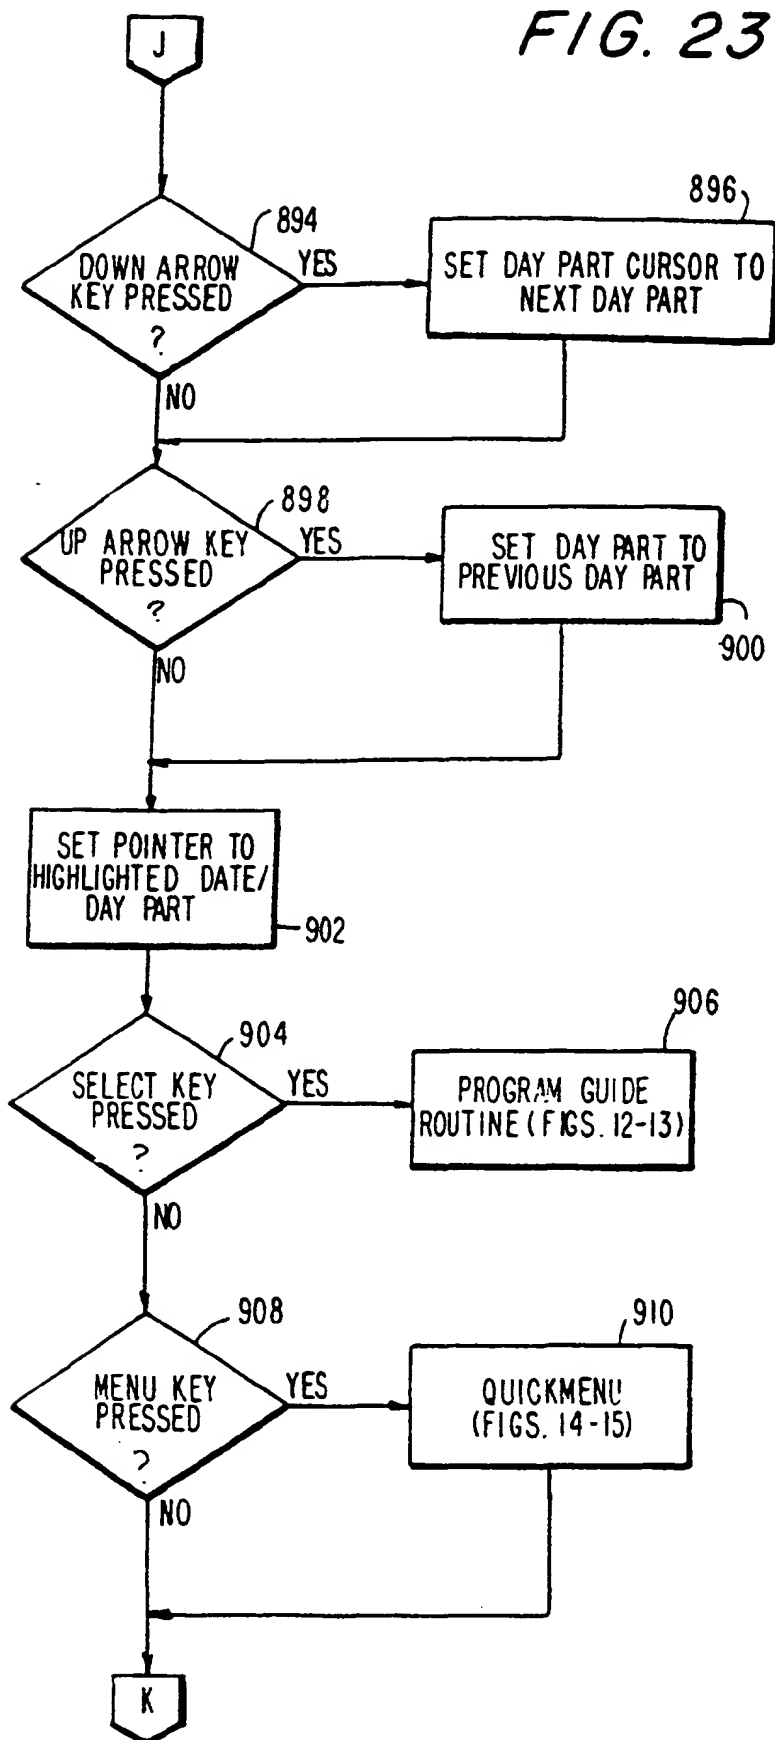 FIG. 23
J
894
DOWN ARROW
KEY PRESSED
?
YES
NO
896
SET DAY PART CURSOR TO
NEXT DAY PART
898
UP ARROW KEY
PRESSED
?
YES
NO
SET DAY PART TO
PREVIOUS DAY PART
900
SET POINTER TO
HIGHLIGHTED DATE/
DAY PART
902
904
SELECT KEY
PRESSED
?
YES
NO
906
PROGRAM GUIDE
ROUTINE (FIGS. 12-13)
908
MENU KEY
PRESSED
?
YES
NO
910
QUICKMENU
(FIGS. 14-15)
K